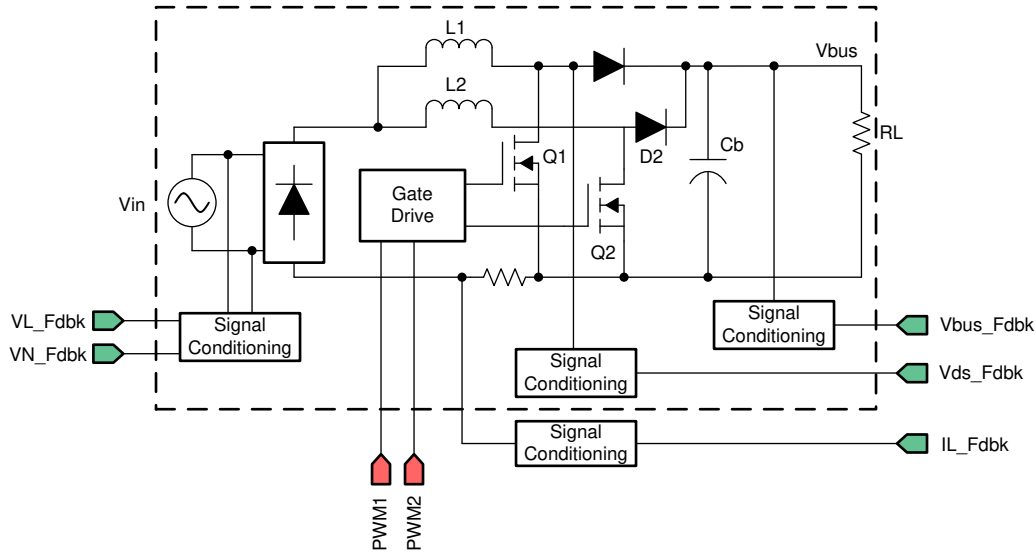 L1
Vbus
L2
RL
Q1
D2
Cb
Gate
Drive
Vin
Q2
VL_Fdbk
VN_Fdbk
Signal
Conditioning
Signal
Conditioning
Vbus_Fdbk
Signal
Conditioning
Vds_Fdbk
Signal
Conditioning
IL_Fdbk
PWM1
PWM2